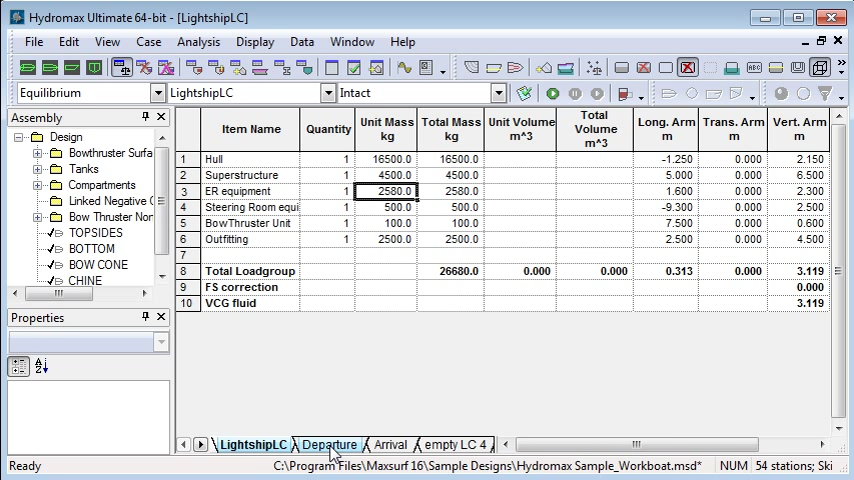 Hydromax Ultimate 64-bit - [LightshipLC]
File Edit View Case Analysis Display Data Window Help
Equilibrium LightshipLC Intact
Assembly
Design
Bowthruster Surfa
Tanks
Compartments
Linked Negative (
Bow Thruster Nor
TOPSIDES
BOTTOM
BOW CONE
CHINE
Properties
Item Name Quantity Unit Mass kg Total Mass kg Unit Volume m^3 Total Volume m^3 Long. Arm m Trans. Arm m Vert. Arm m
1 Hull 1 16500.0 16500.0 -1.250 0.000 2.150
2 Superstructure 1 4500.0 4500.0 5.000 0.000 6.500
3 ER equipment 1 2580.0 2580.0 1.600 0.000 2.300
4 Steering Room equi 1 500.0 500.0 -9.300 0.000 2.500
5 BowThruster Unit 1 100.0 100.0 7.500 0.000 0.600
6 Outfitting 1 2500.0 2500.0 2.500 0.000 4.500
7
8 Total Loadgroup 26680.0 0.000 0.000 0.313 0.000 3.119
9 FS correction 0.000
10 VCG fluid 3.119
LightshipLC Departure Arrival empty LC 4
Ready C:\Program Files\Maxsurf 16\Sample Designs\Hydromax Sample_Workboat.msd* NUM 54 stations; Ski